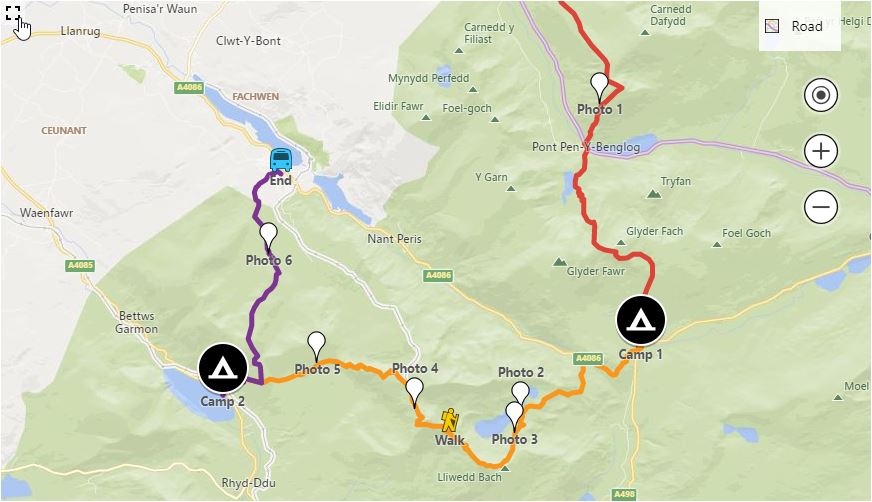 Penisa'r Waun
Llanrug
Clwt-Y-Bont
A4086
FACHWEN
CEUNANT
Waenfawr
A4085
Bettws
Garmon
Rhyd-Ddu
Nant Peris
Carnedd y
Filiast
Mynydd Perfedd
Elidir Fawr
Foel-goch
Carnedd
Dafydd
Road
Photo 1
Pont Pen-Y-Benglog
Y Garn
Tryfan
Glyder Fach
Foel Goch
Glyder Fawr
A4086
End
Photo 6
Camp 2
Photo 5
Photo 4
Walk
Photo 2
Photo 3
Lliwedd Bach
A4086
Camp 1
Moel
A498